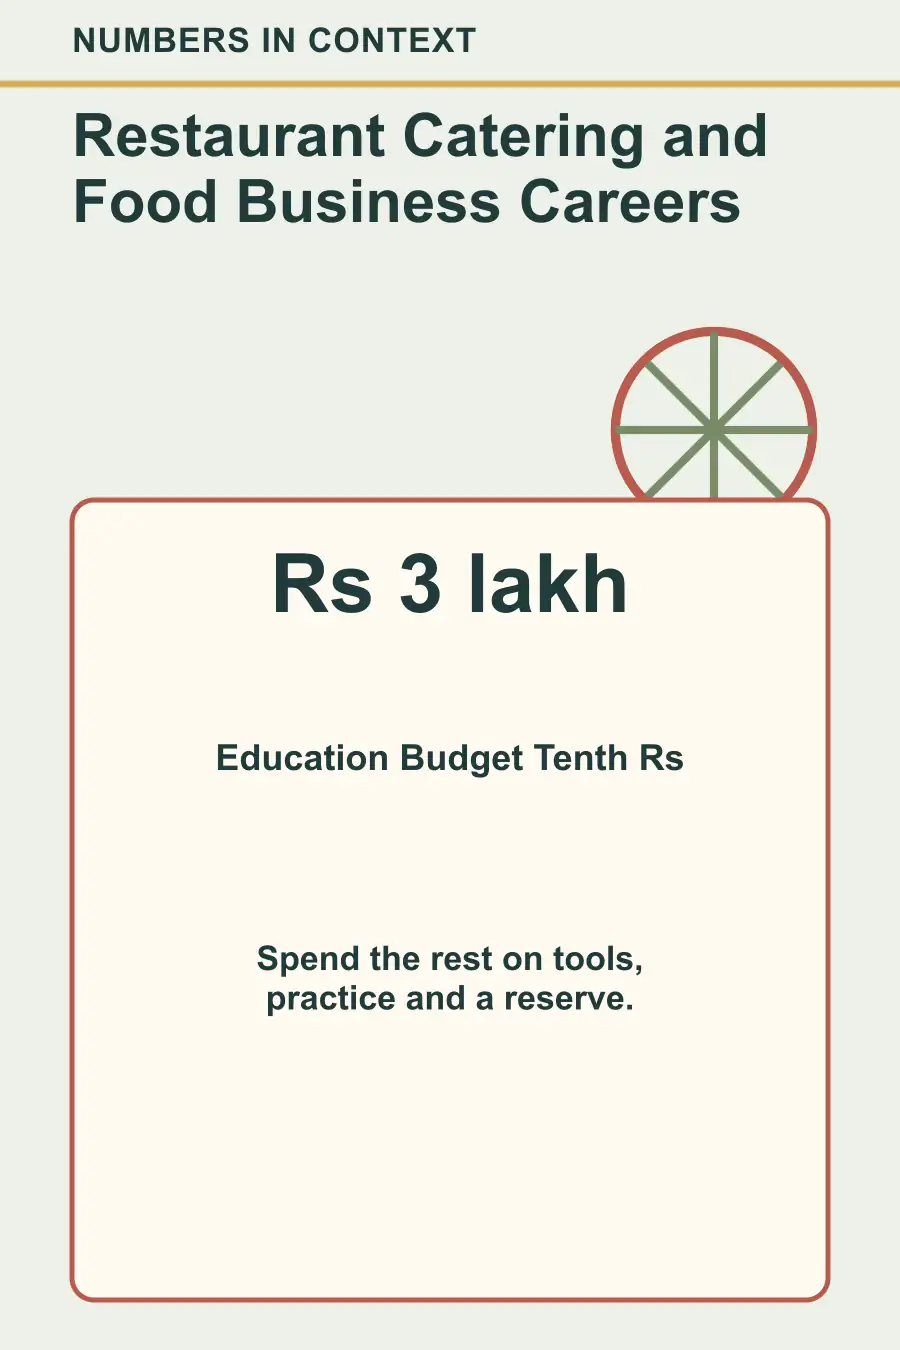 NUMBERS IN CONTEXT
Restaurant Catering and
Food Business Careers
Rs 3 lakh
Education Budget Tenth Rs
Spend the rest on tools,
practice and a reserve.